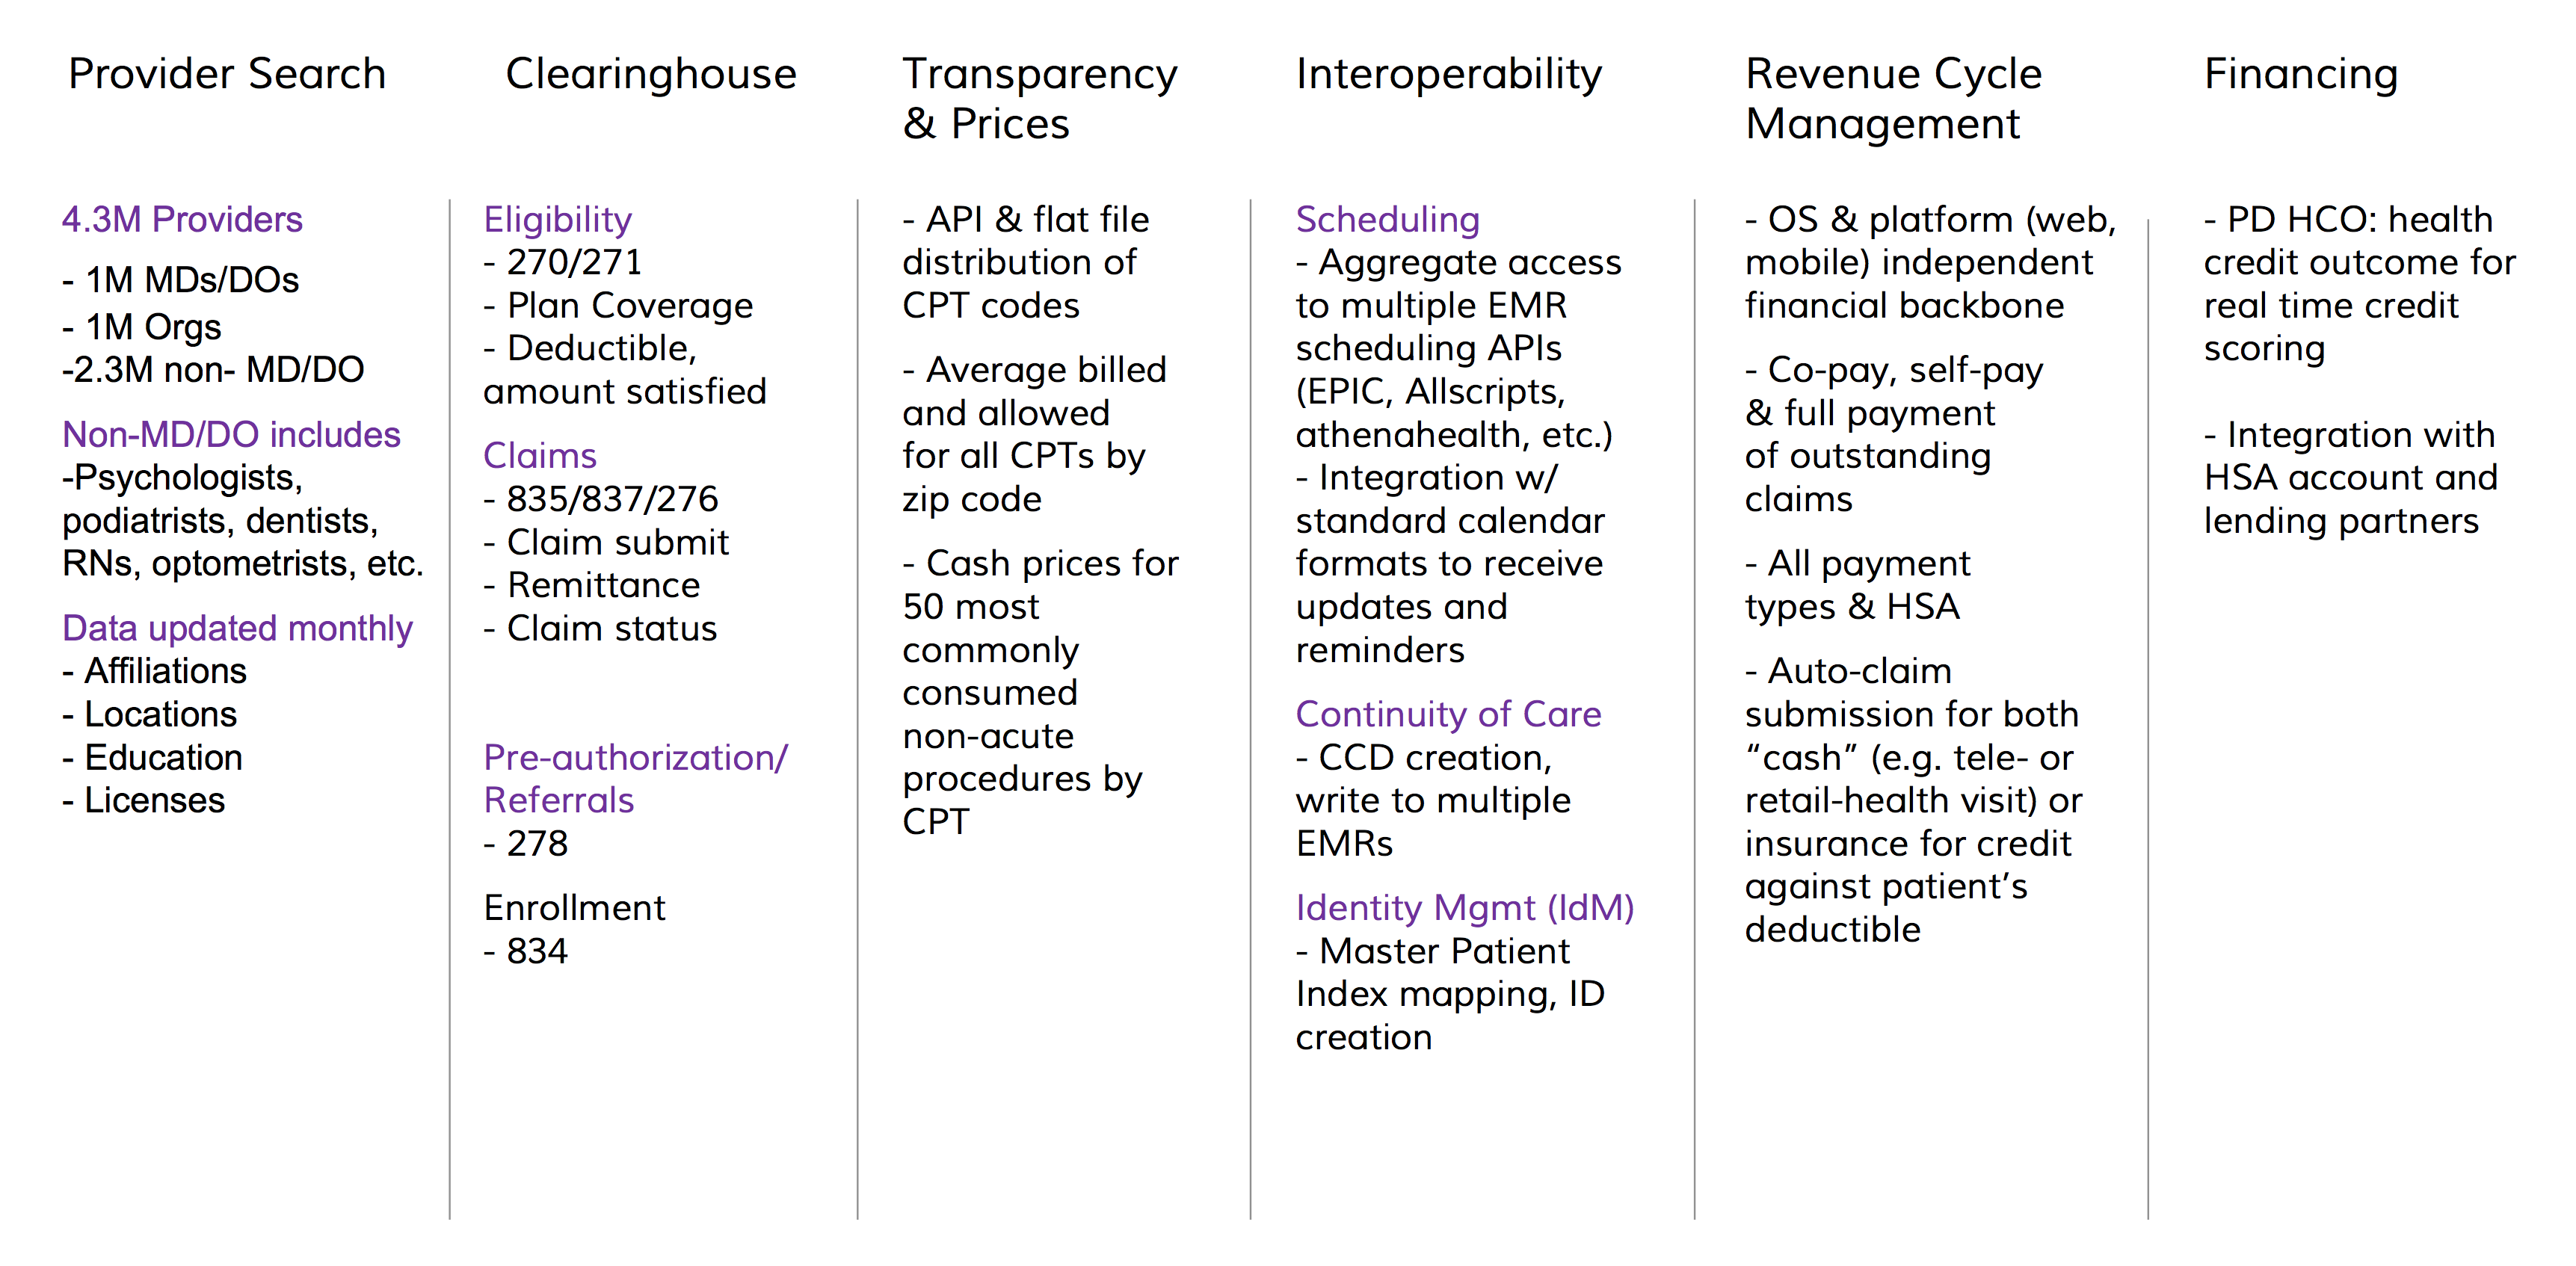 Provider Search
4.3M Providers
- 1M MDs/DOs
- 1M Orgs
-2.3M non- MD/DO
Non-MD/DO includes
-Psychologists,
podiatrists, dentists,
RNs, optometrists, etc.
Data updated monthly
- Affiliations
- Locations
- Education
- Licenses
Clearinghouse
Eligibility
- 270/271
- Plan Coverage
- Deductible,
amount satisfied
Claims
- 835/837/276
- Claim submit
- Remittance
- Claim status
Pre-authorization/
Referrals
- 278
Enrollment
- 834
Transparency
& Prices
- API & flat file
distribution of
CPT codes
- Average billed
and allowed
for all CPTs by
zip code
- Cash prices for
50 most
commonly
consumed
non-acute
procedures by
CPT
Interoperability
Scheduling
- Aggregate access
to multiple EMR
scheduling APIs
(EPIC, Allscripts,
athenahealth, etc.)
- Integration w/
standard calendar
formats to receive
updates and
reminders
Continuity of Care
- CCD creation,
write to multiple
EMRs
Identity Mgmt (IdM)
- Master Patient
Index mapping, ID
creation
Revenue Cycle
Management
- OS & platform (web,
mobile) independent
financial backbone
- Co-pay, self-pay
& full payment
of outstanding
claims
- All payment
types & HSA
- Auto-claim
submission for both
“cash” (e.g. tele- or
retail-health visit) or
insurance for credit
against patient’s
deductible
Financing
- PD HCO: health
credit outcome for
real time credit
scoring
- Integration with
HSA account and
lending partners